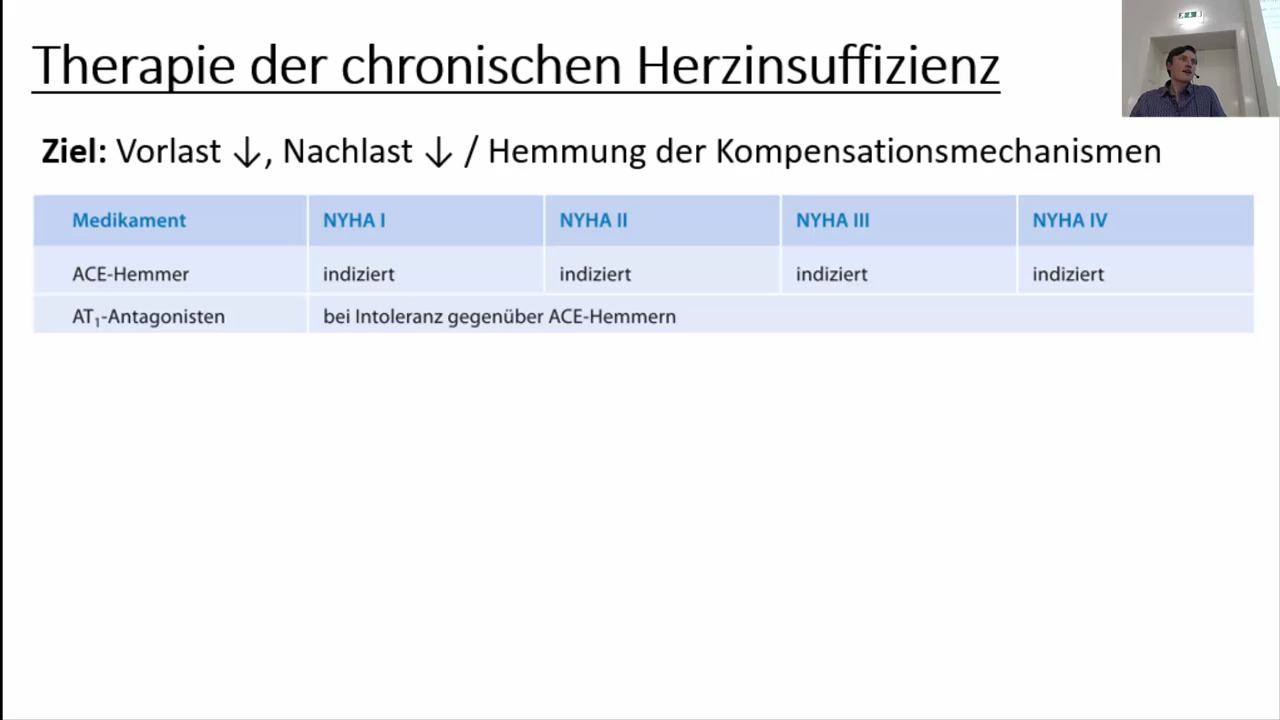 Therapie der chronischen Herzinsuffizienz
Ziel: Vorlast ↓, Nachlast ↓ / Hemmung der Kompensationsmechanismen
Medikament NYHA I NYHA II NYHA III NYHA IV
ACE-Hemmer indiziert indiziert indiziert indiziert
AT₁-Antagonisten bei Intoleranz gegenüber ACE-Hemmern